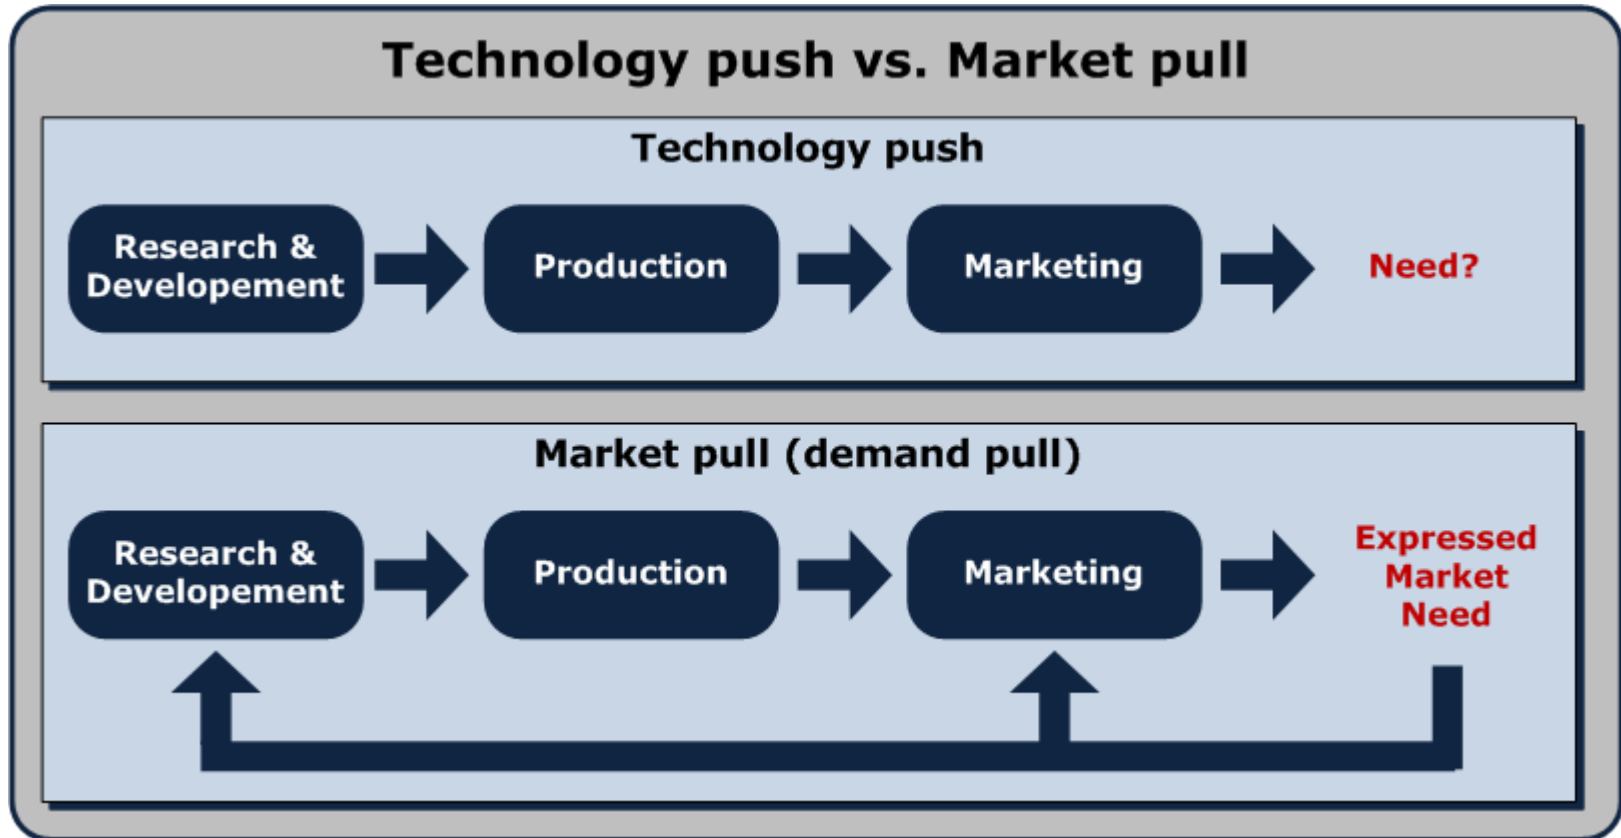 Technology push vs. Market pull
Technology push
Research &
Developement
Production
Marketing
Need?
Market pull (demand pull)
Research &
Developement
Production
Marketing
Expressed
Market
Need